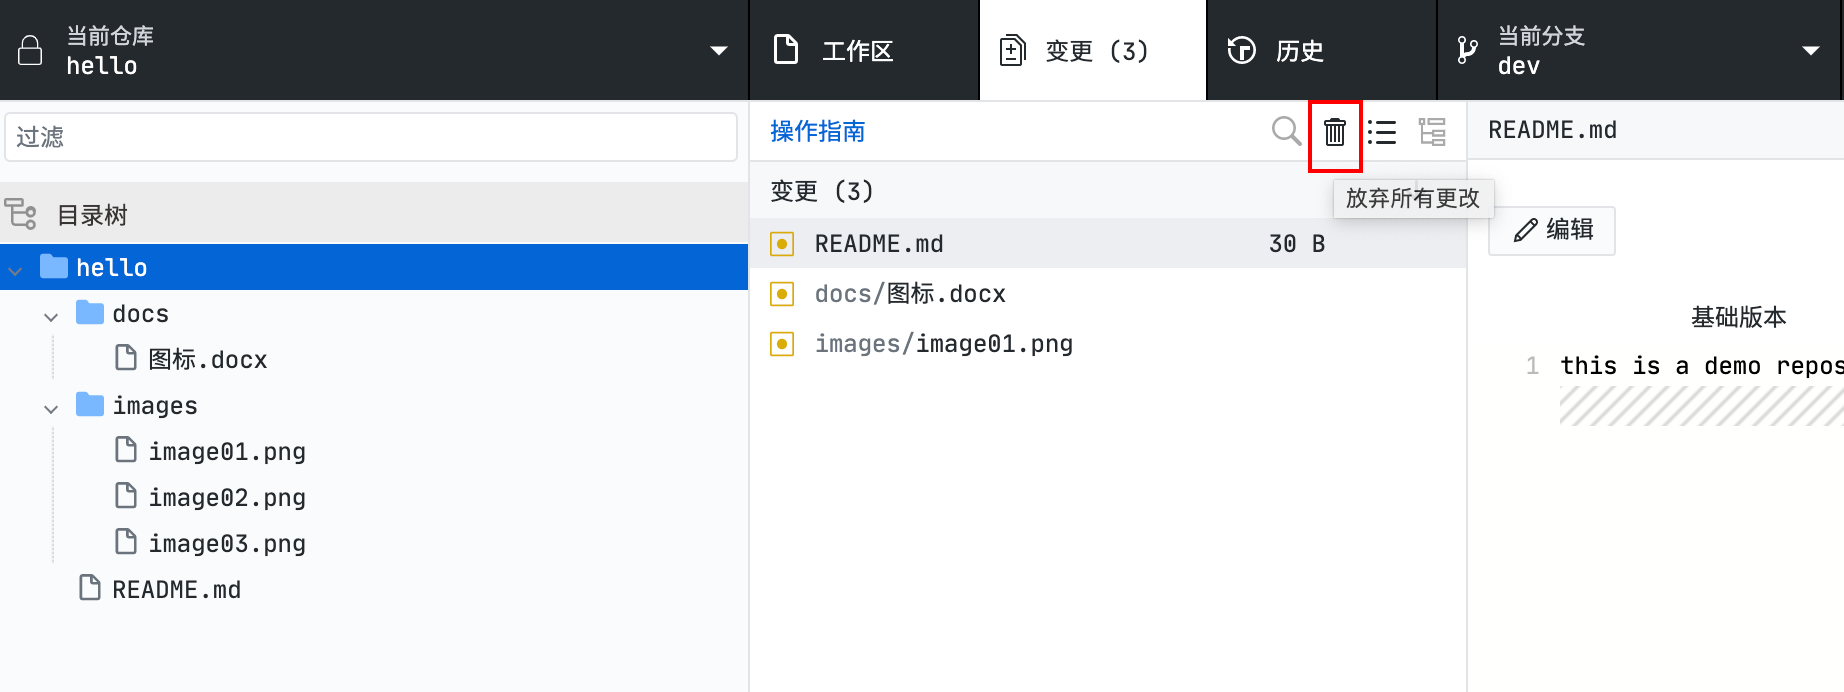 当前仓库
hello
工作区
变更 (3)
历史
当前分支
dev
过滤
目录树
hello
docs
图标.docx
images
image01.png
image02.png
image03.png
README.md
操作指南
放弃所有更改
变更 (3)
README.md 30 B
docs/图标.docx
images/image01.png
README.md
编辑
基础版本
1 this is a demo repos